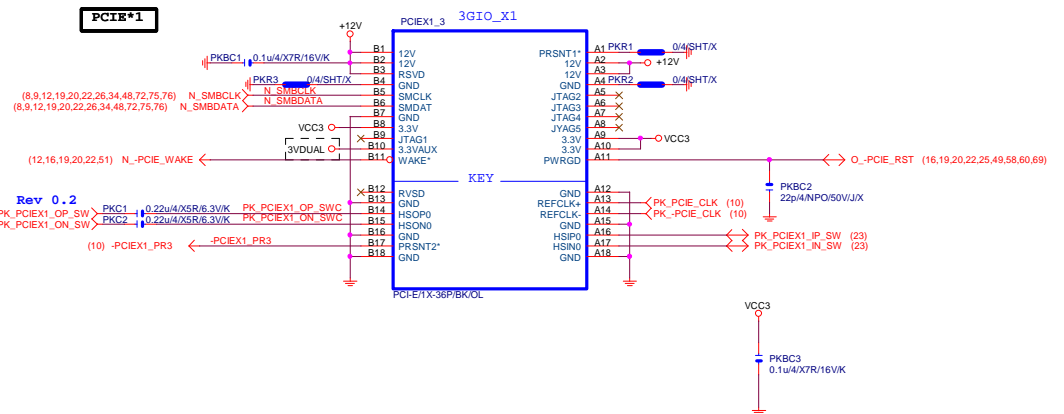 PCIE*1
PCIEX1_3
3GIO_X1
+12V
PKBC1
0.1u/4/X7R/16V/K
PKR3
0/4/SHT/X
(8,9,12,19,20,22,26,34,48,72,75,76) N_SMBCLK
N_SMBCLK
(8,9,12,19,20,22,26,34,48,72,75,76) N_SMBDATA
N_SMBDATA
VCC3
3VDUAL
(12,16,19,20,22,51) N_-PCIE_WAKE
Rev 0.2
PK_PCIEX1_OP_SW
PKC1
0.22u/4/X5R/6.3V/K
PK_PCIEX1_OP_SWC
PK_PCIEX1_ON_SW
PKC2
0.22u/4/X5R/6.3V/K
PK_PCIEX1_ON_SWC
(10) -PCIEX1_PR3
-PCIEX1_PR3
B1 12V
B2 12V
B3 RSVD
B4 GND
B5 SMCLK
B6 SMDAT
B7 GND
B8 3.3V
B9 JTAG1
B10 3.3VAUX
B11 WAKE*
KEY
B12 RVSD
B13 GND
B14 HSOP0
B15 HSON0
B16 GND
B17 PRSNT2*
B18 GND
PRSNT1* A1
12V A2
12V A3
GND A4
JTAG2 A5
JTAG3 A6
JTAG4 A7
JYAG5 A8
3.3V A9
3.3V A10
PWRGD A11
GND A12
REFCLK+ A13
REFCLK- A14
GND A15
HSIP0 A16
HSIN0 A17
GND A18
PCI-E/1X-36P/BK/OL
PKR1
0/4/SHT/X
+12V
PKR2
0/4/SHT/X
VCC3
O_-PCIE_RST (16,19,20,22,25,49,58,60,69)
PKBC2
22p/4/NPO/50V/J/X
PK_PCIE_CLK (10)
PK_-PCIE_CLK (10)
PK_PCIEX1_IP_SW (23)
PK_PCIEX1_IN_SW (23)
VCC3
PKBC3
0.1u/4/X7R/16V/K